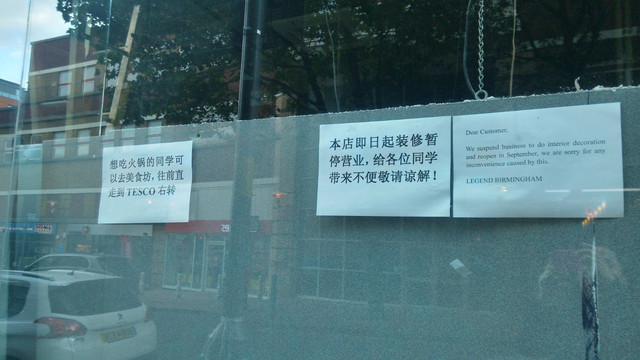 想吃火锅的同学可
以去美食坊，往前直
走到 TESCO 右转
本店即日起装修暂
停营业，给各位同学
带来不便敬请谅解！
Dear Customer,
We suspend business to do interior decoration
and reopen in September, we are sorry for any
inconvenience caused by this.
LEGEND BIRMINGHAM